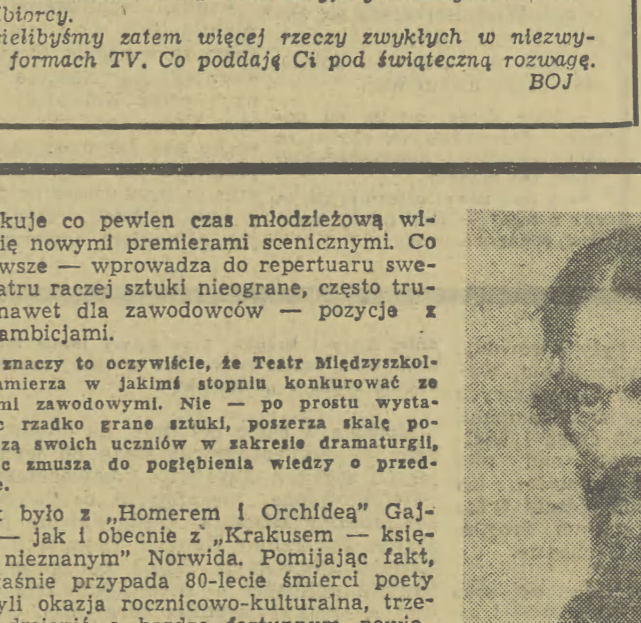 biorcy.
ielibyśmy zatem więcej rzeczy zwykłych w niezwy-
formach TV. Co poddaję Ci pod świąteczną rozwagę.
BOJ
kuje co pewien czas młodzieżową wi-
ię nowymi premierami scenicznymi. Co
wsze — wprowadza do repertuaru swe-
atru raczej sztuki nieograne, często tru-
nawet dla zawodowców — pozycje z
ambicjami.
znaczy to oczywiście, że Teatr Międzyszkol-
amierza w jakimś stopniu konkurować ze
mi zawodowymi. Nie — po prostu wysta-
c rzadko grane sztuki, poszerza skalę po-
zą swoich uczniów w zakresie dramaturgii,
c zmusza do pogłębienia wiedzy o przed-
e.
k było z „Homerem i Orchideą” Gaj-
— jak i obecnie z „Krakusem — księ-
nieznanym” Norwida. Pomijając fakt,
aśnie przypada 80-lecie śmierci poety
yli okazja rocznicowo-kulturalna, trze-
bardzo fortunnym